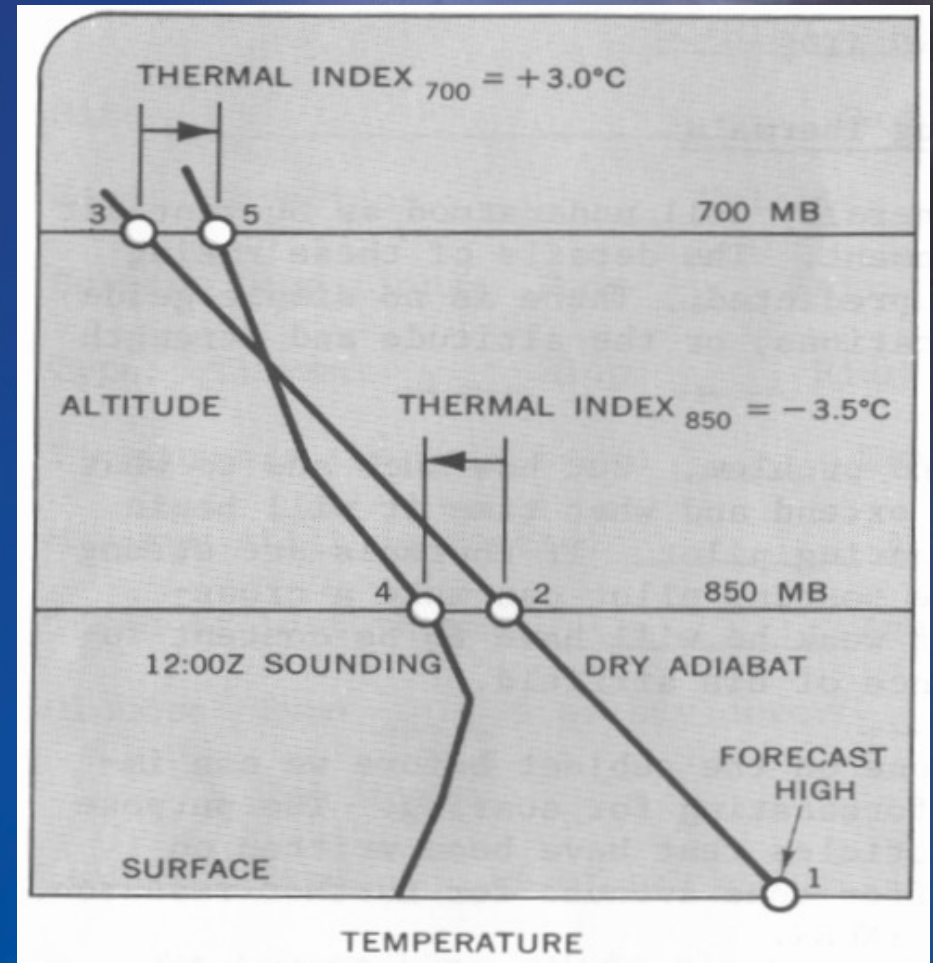 THERMAL INDEX 700 = +3.0°C
3 5 700 MB
ALTITUDE
THERMAL INDEX 850 = −3.5°C
4 2 850 MB
12:00Z SOUNDING DRY ADIABAT
FORECAST
HIGH
SURFACE
1
TEMPERATURE